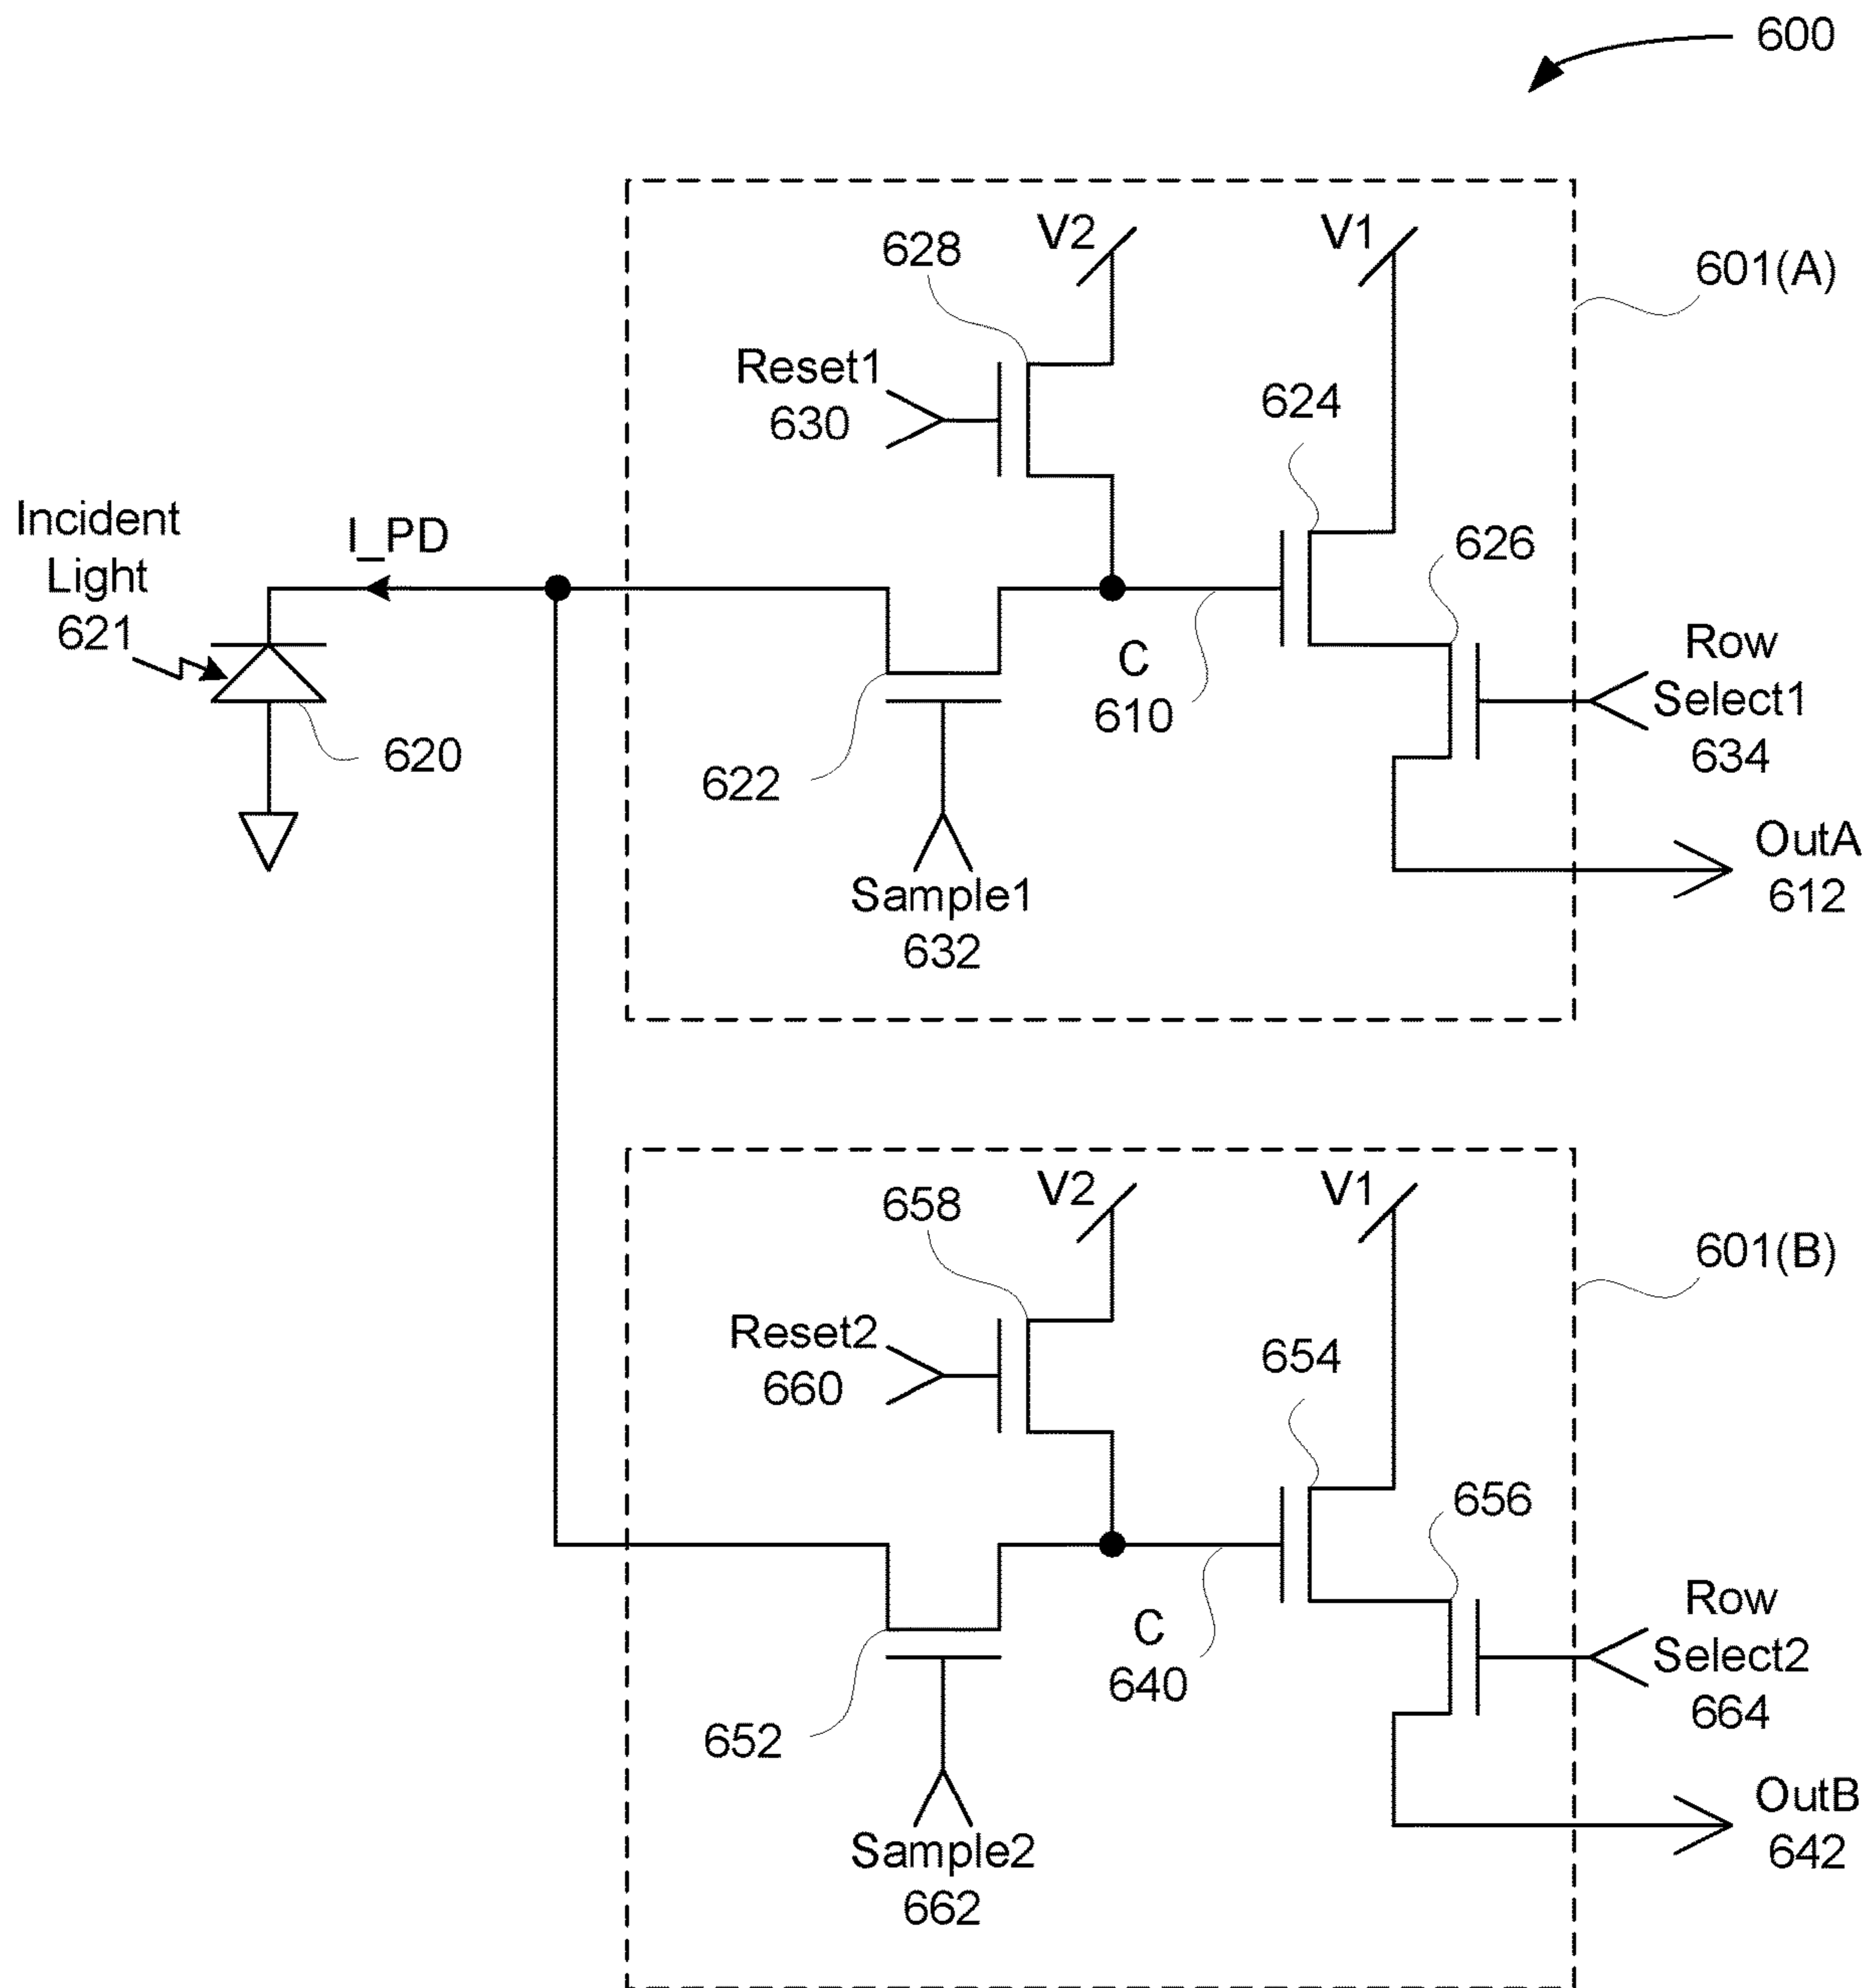 600
V2
V1
628
601(A)
Reset1
630
624
Incident
Light
621
I_PD
626
C
610
Row
Select1
634
620
622
Sample1
632
OutA
612
V2
V1
658
601(B)
Reset2
660
654
656
C
640
Row
Select2
664
652
Sample2
662
OutB
642